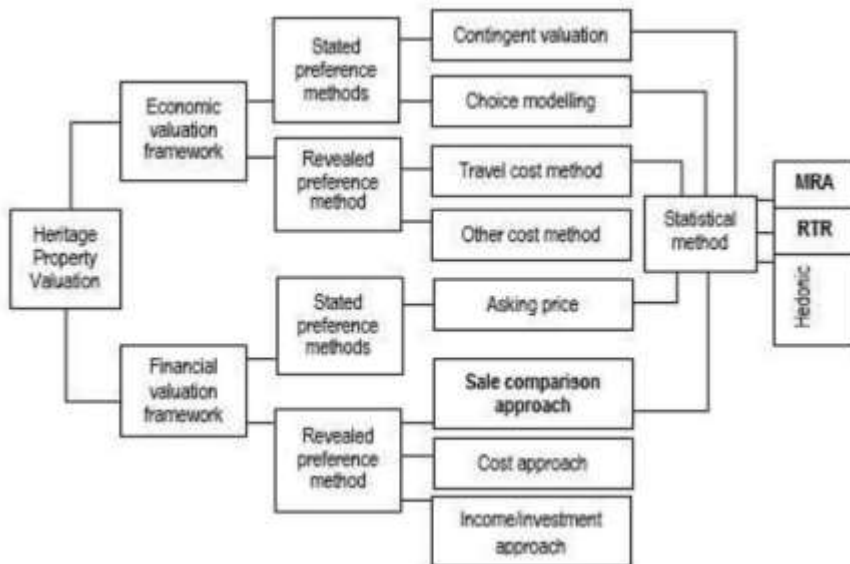 Heritage
Property
Valuation
Economic
valuation
framework
Financial
valuation
framework
Stated
preference
methods
Revealed
preference
method
Stated
preference
methods
Revealed
preference
method
Contingent valuation
Choice modelling
Travel cost method
Other cost method
Asking price
Sale comparison
approach
Cost approach
Income/investment
approach
Statistical
method
MRA
RTR
Hedonic